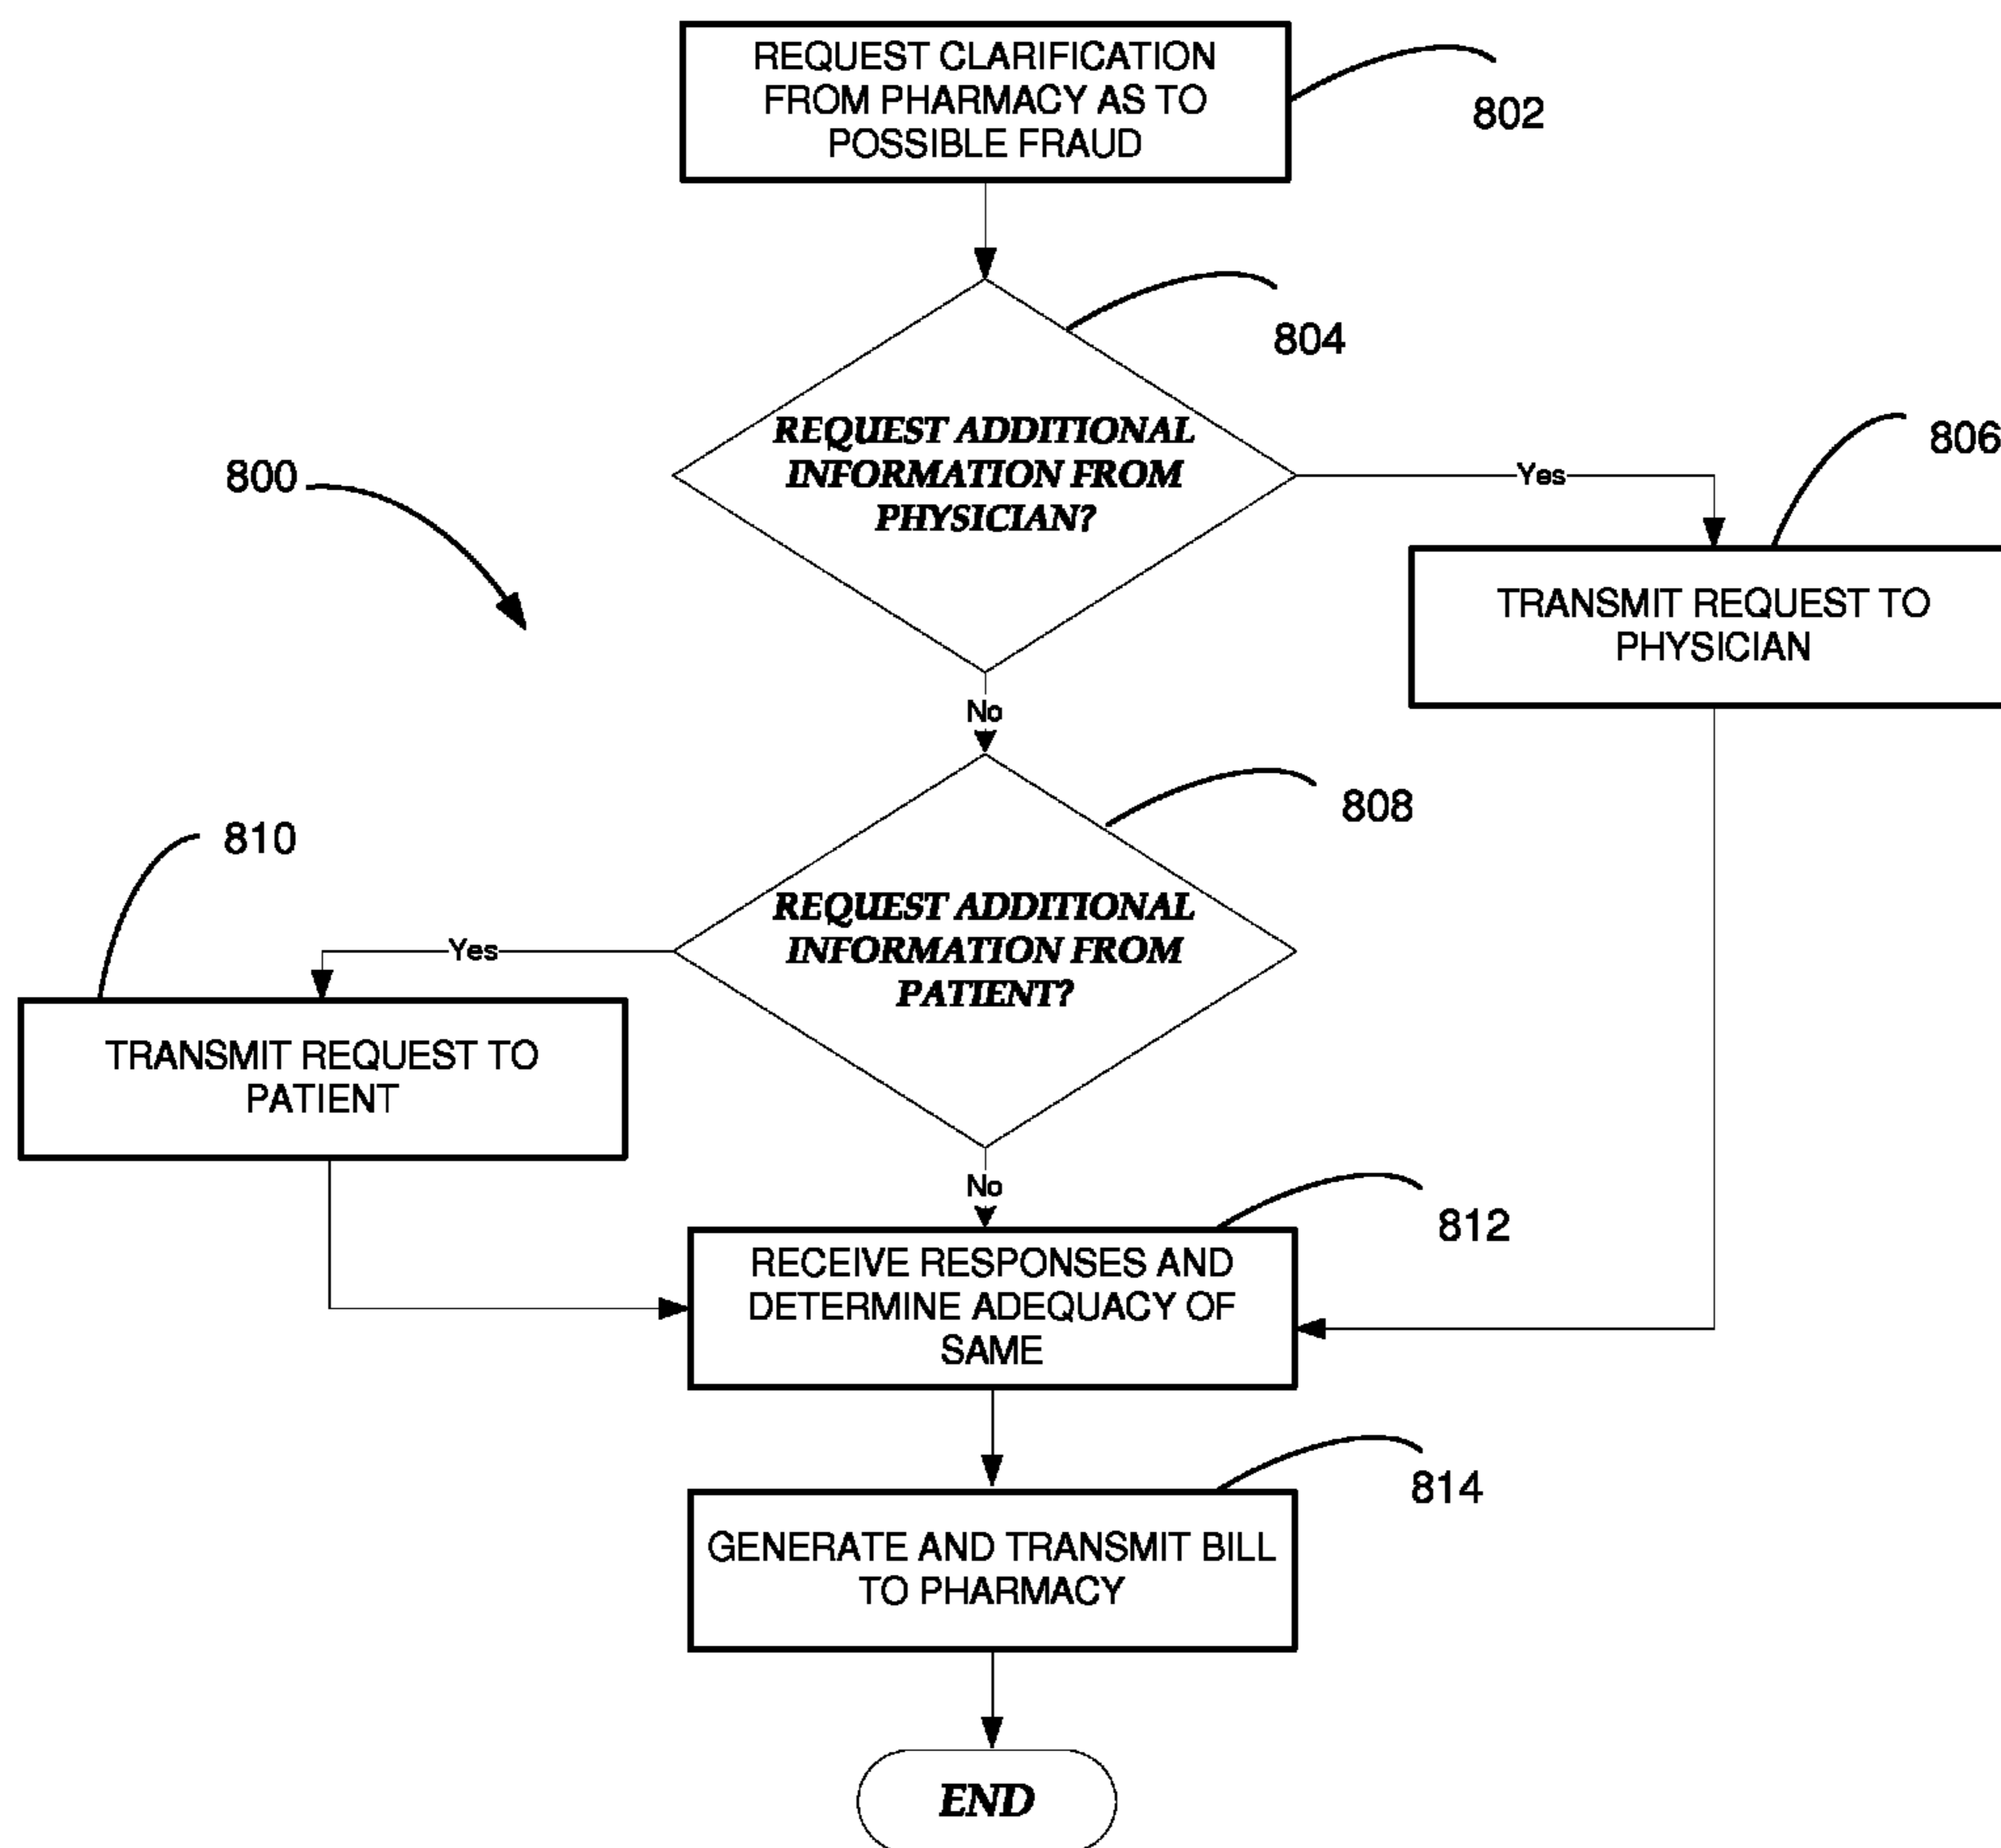 REQUEST CLARIFICATION
FROM PHARMACY AS TO
POSSIBLE FRAUD
802
804
REQUEST ADDITIONAL
INFORMATION FROM
PHYSICIAN?
Yes
806
800
TRANSMIT REQUEST TO
PHYSICIAN
No
808
810
REQUEST ADDITIONAL
INFORMATION FROM
PATIENT?
Yes
TRANSMIT REQUEST TO
PATIENT
No
812
RECEIVE RESPONSES AND
DETERMINE ADEQUACY OF
SAME
814
GENERATE AND TRANSMIT BILL
TO PHARMACY
END